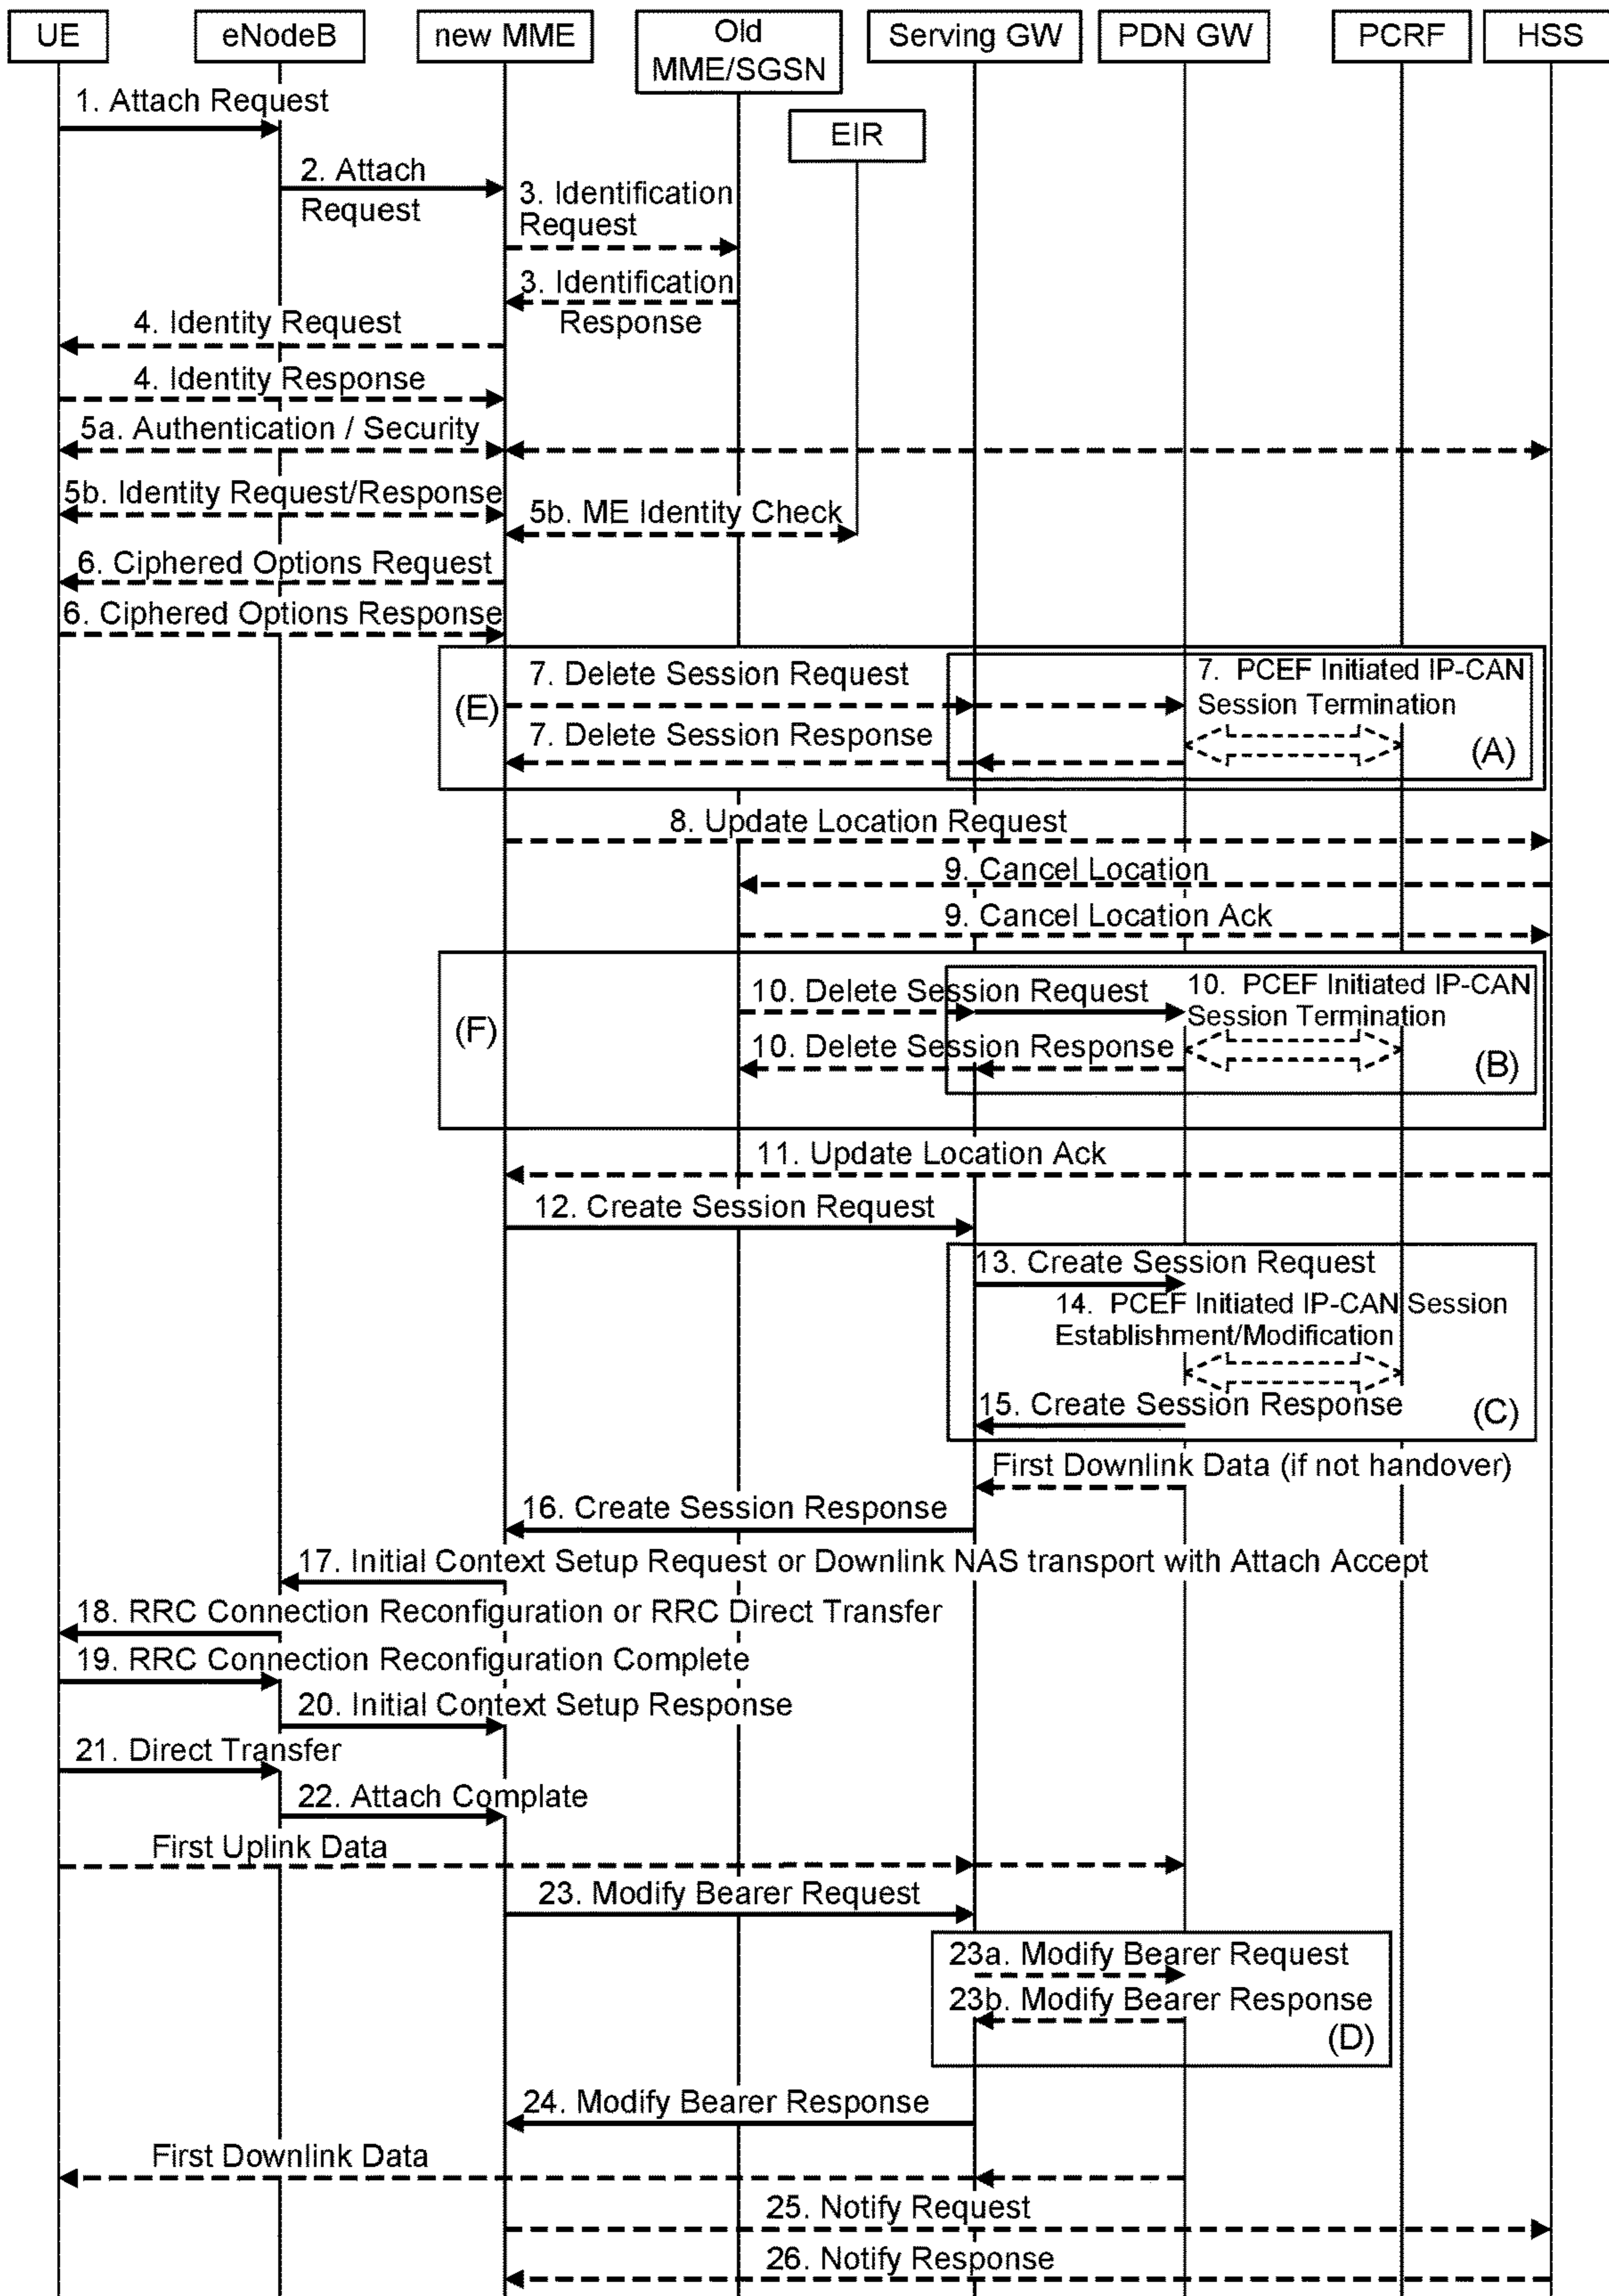 UE
eNodeB
new MME
Old
MME/SGSN
Serving GW
PDN GW
PCRF
HSS
EIR
1. Attach Request
2. Attach
Request
3. Identification
Request
3. Identification
Response
4. Identity Request
4. Identity Response
5a. Authentication / Security
5b. Identity Request/Response
5b. ME Identity Check
6. Ciphered Options Request
6. Ciphered Options Response
(E)
7. Delete Session Request
7. PCEF Initiated IP-CAN
Session Termination
7. Delete Session Response
(A)
8. Update Location Request
9. Cancel Location
9. Cancel Location Ack
(F)
10. Delete Session Request
10. PCEF Initiated IP-CAN
Session Termination
10. Delete Session Response
(B)
11. Update Location Ack
12. Create Session Request
13. Create Session Request
14. PCEF Initiated IP-CAN Session
Establishment/Modification
15. Create Session Response
(C)
First Downlink Data (if not handover)
16. Create Session Response
17. Initial Context Setup Request or Downlink NAS transport with Attach Accept
18. RRC Connection Reconfiguration or RRC Direct Transfer
19. RRC Connection Reconfiguration Complete
20. Initial Context Setup Response
21. Direct Transfer
22. Attach Complate
First Uplink Data
23. Modify Bearer Request
23a. Modify Bearer Request
23b. Modify Bearer Response
(D)
24. Modify Bearer Response
First Downlink Data
25. Notify Request
26. Notify Response